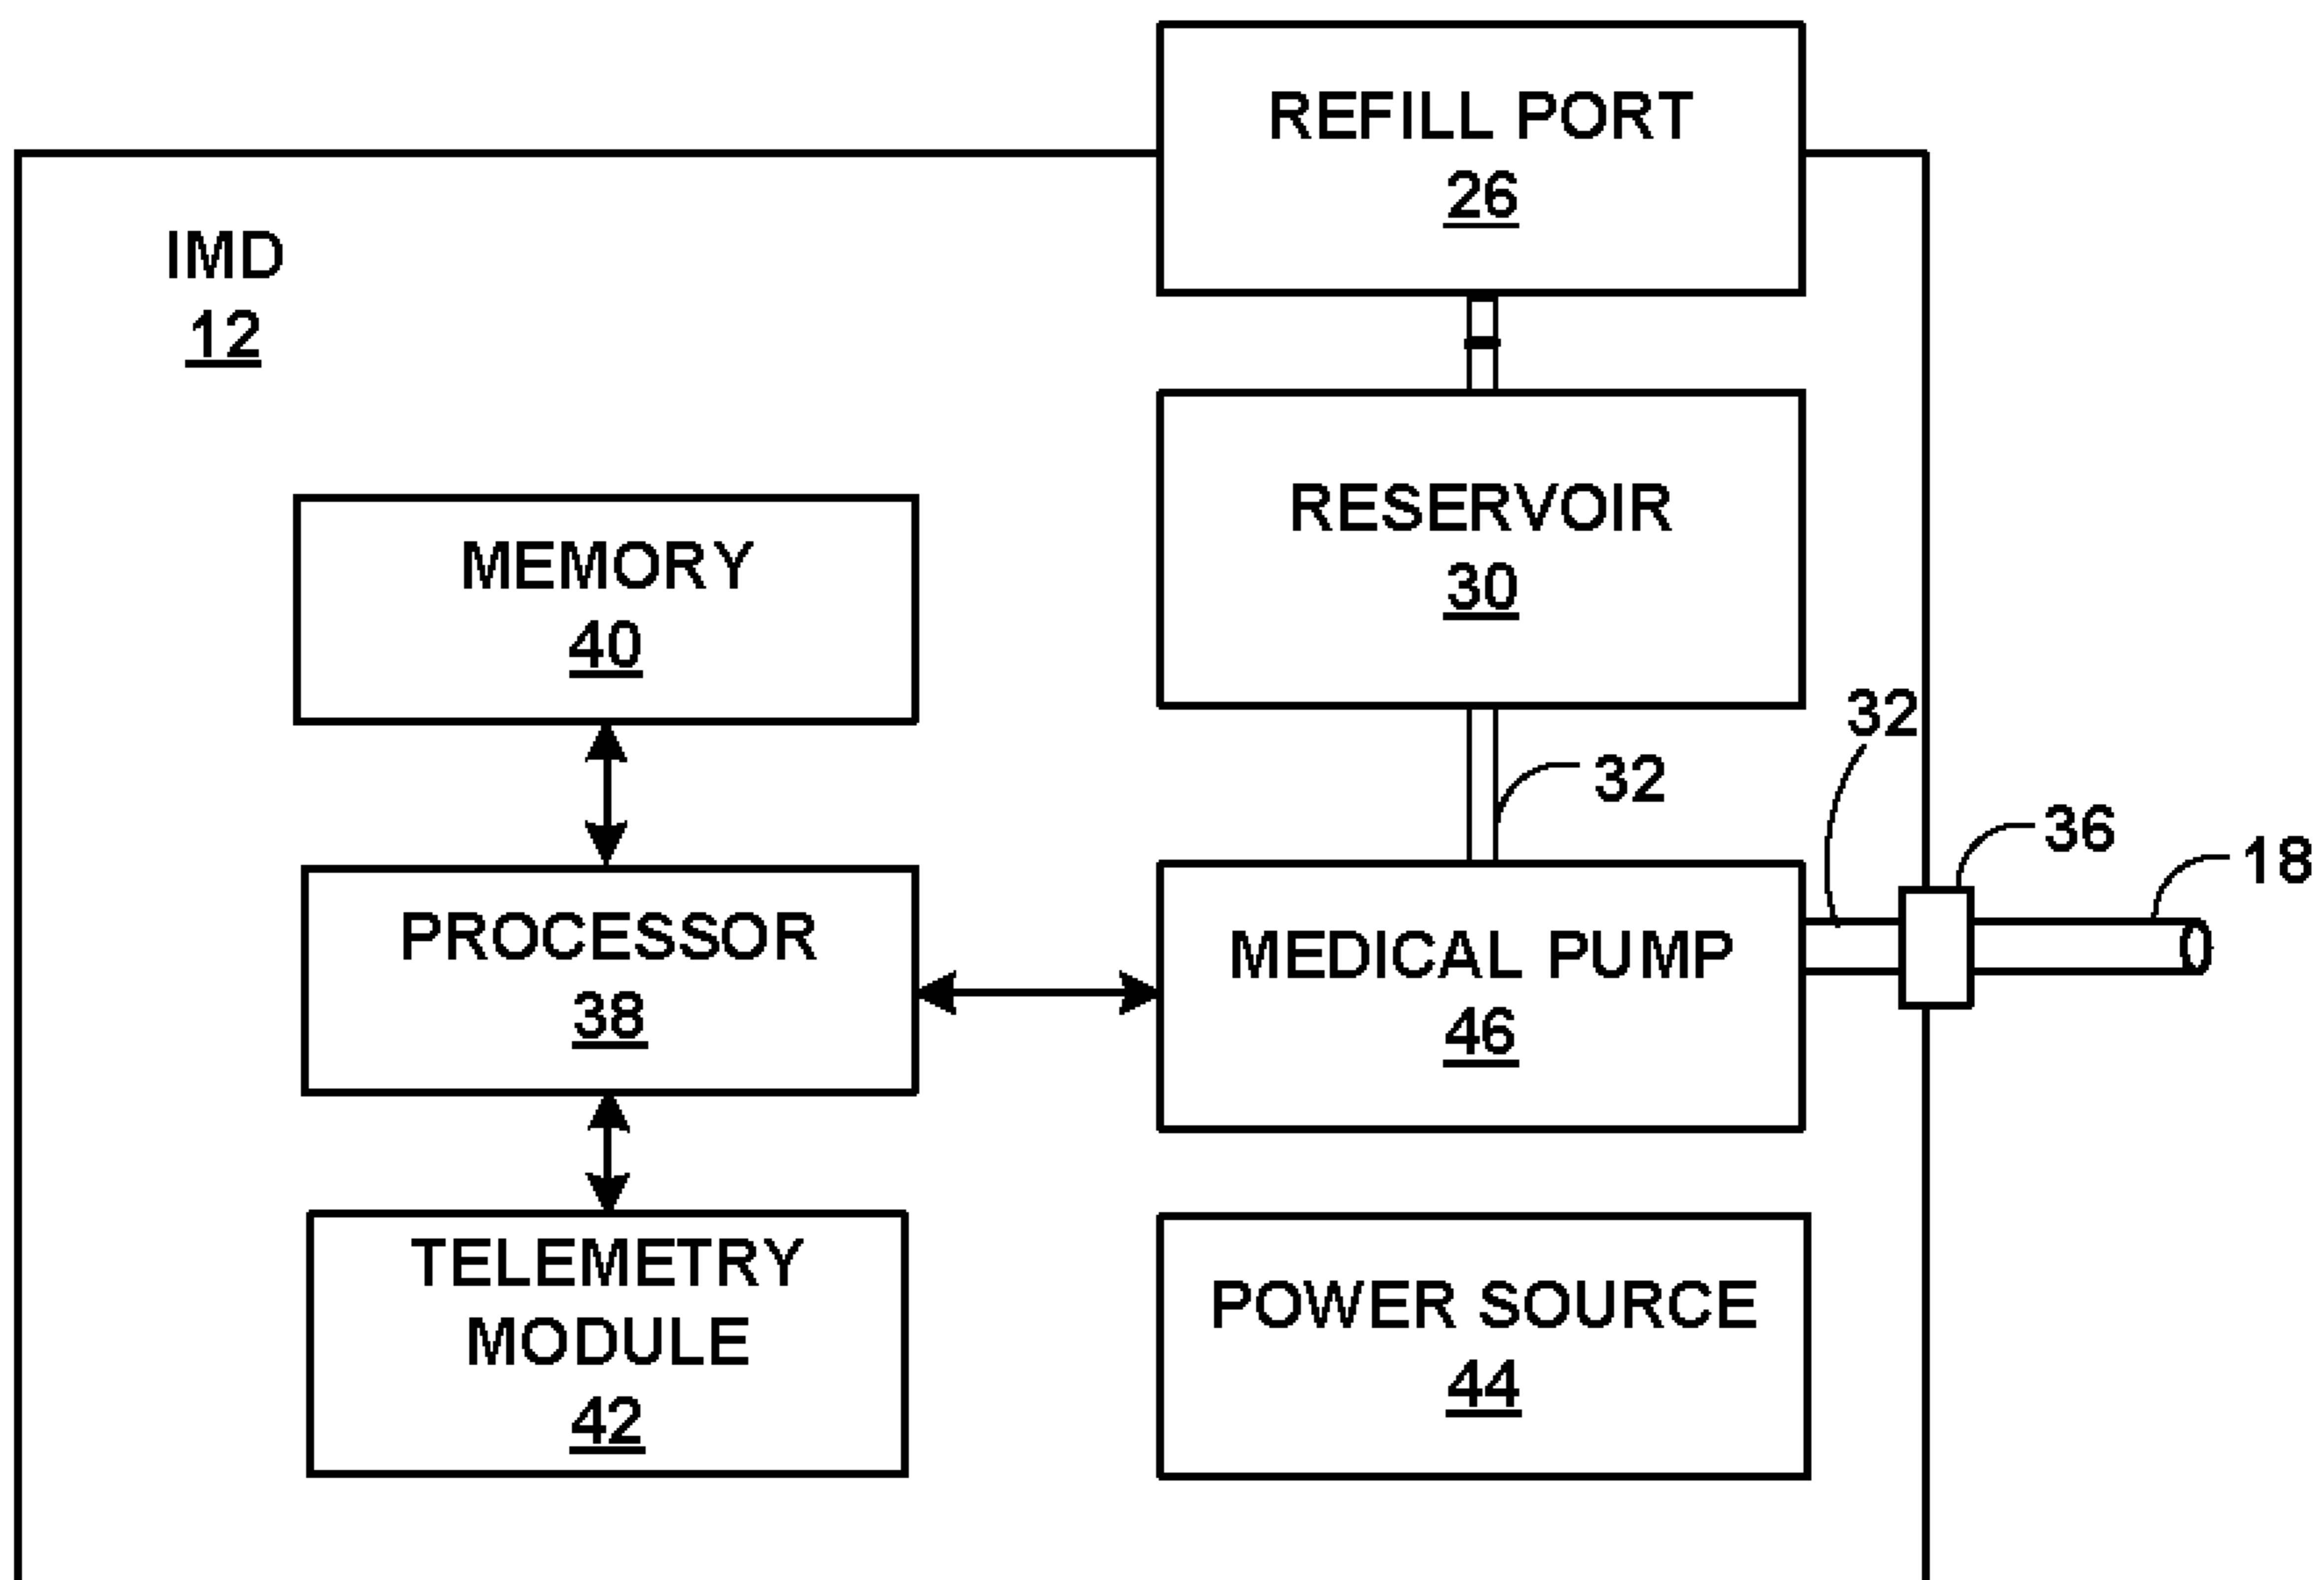 REFILL PORT
26
IMD
12
RESERVOIR
30
MEMORY
40
32
32
36
18
PROCESSOR
38
MEDICAL PUMP
46
TELEMETRY
MODULE
42
POWER SOURCE
44